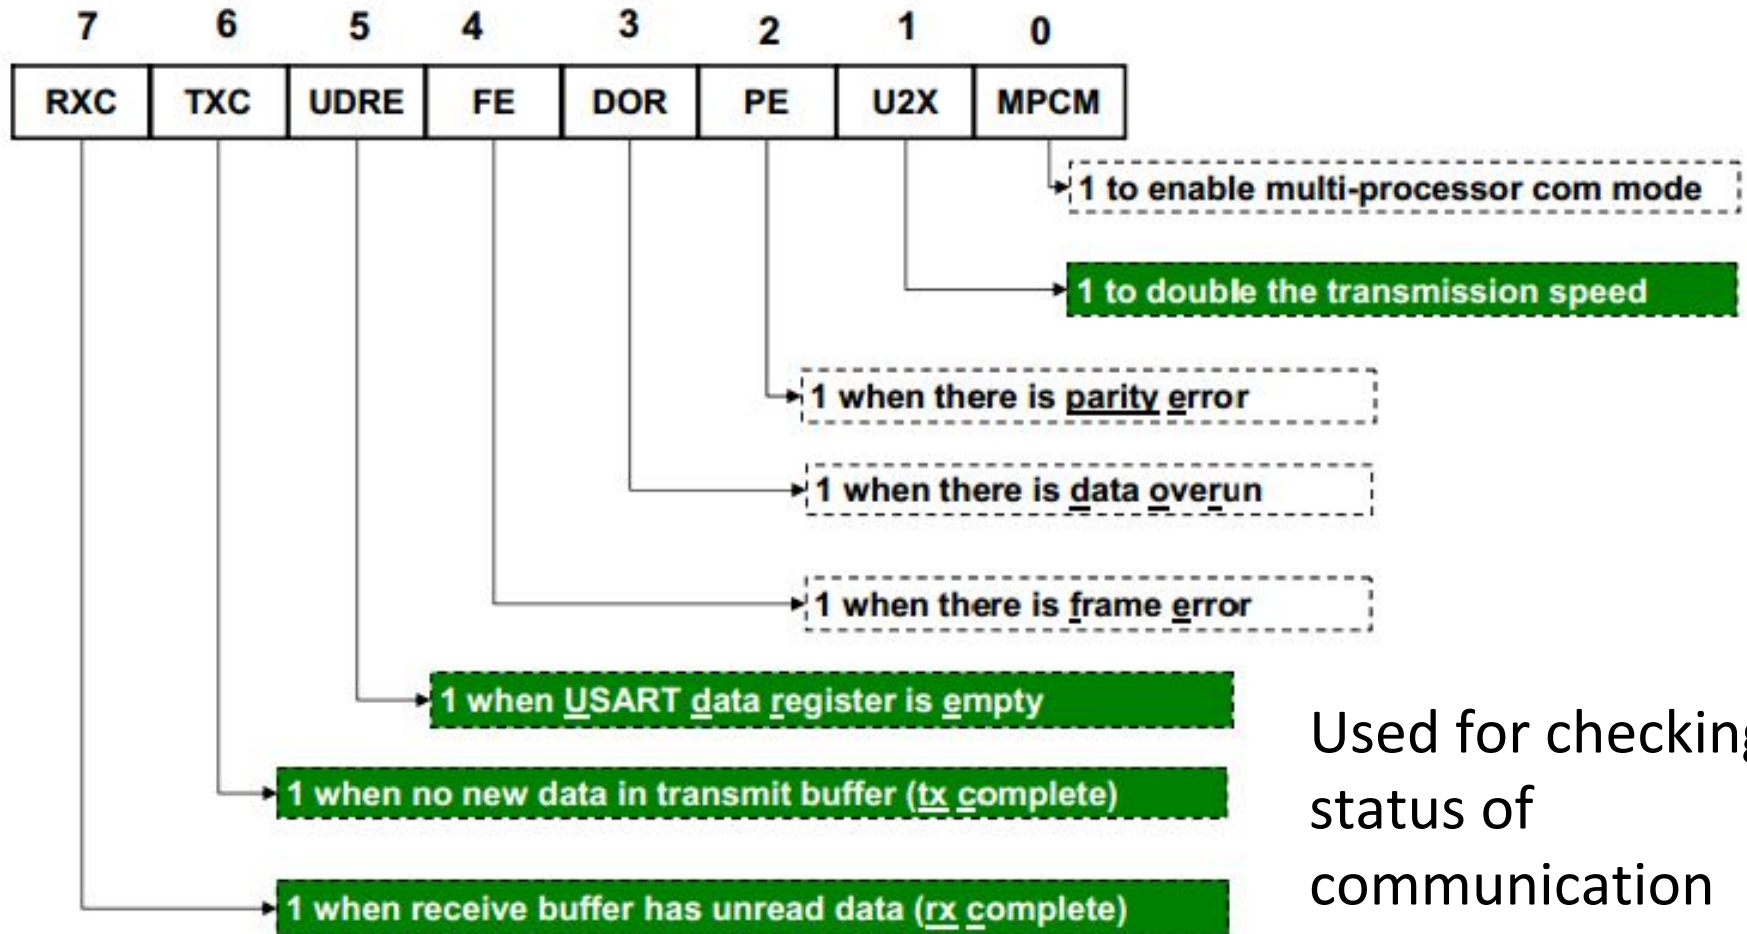 7 6 5 4 3 2 1 0
RXC TXC UDRE FE DOR PE U2X MPCM
1 to enable multi-processor com mode
1 to double the transmission speed
1 when there is parity error
1 when there is data overun
1 when there is frame error
1 when USART data register is empty
1 when no new data in transmit buffer (tx complete)
1 when receive buffer has unread data (rx complete)
Used for checking
status of
communication